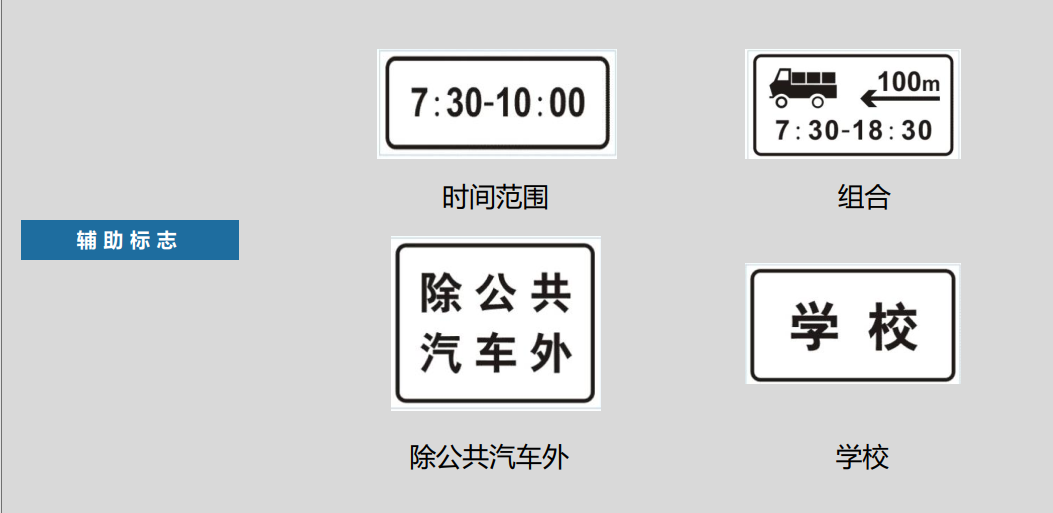 7:30-10:00
100m
7:30-18:30
时间范围
组合
辅助标志
除公共
汽车外
学校
除公共汽车外
学校